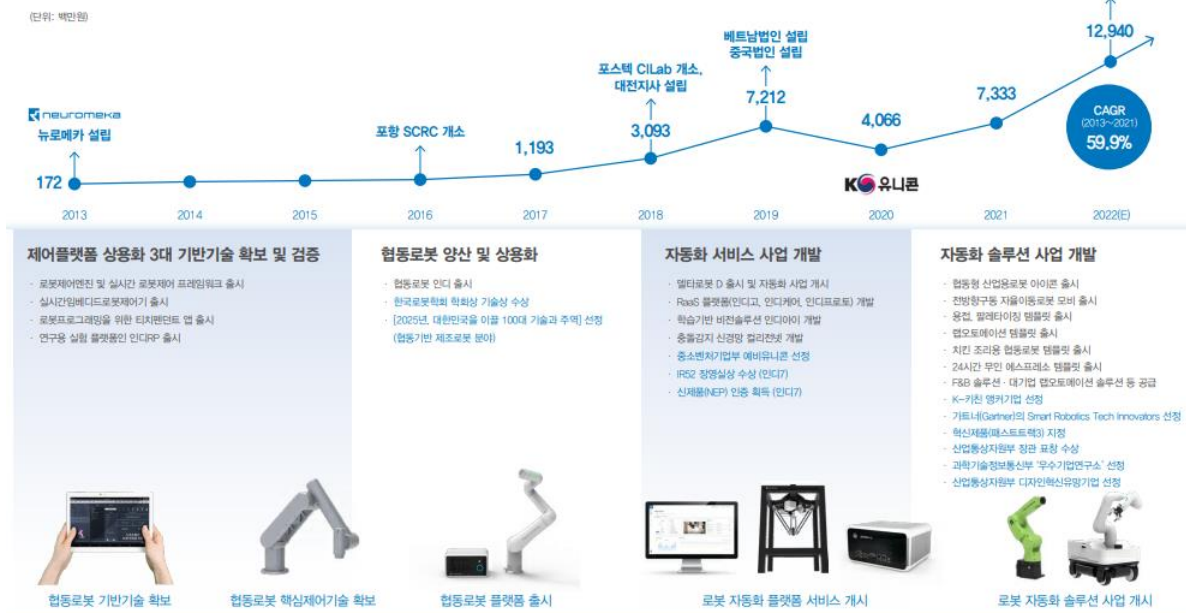 (단위: 백만원)
neuromeka
뉴로메카 설립
포항 SCRC 개소
포스텍 CILab 개소,
대전지사 설립
베트남법인 설립
중국법인 설립
172
1,193
3,093
7,212
4,066
7,333
12,940
CAGR
(2013~2021)
59.9%
K 유니콘
2013
2014
2015
2016
2017
2018
2019
2020
2021
2022(E)
제어플랫폼 상용화 3대 기반기술 확보 및 검증
· 로봇제어엔진 및 실시간 로봇제어 프레임워크 출시
· 실시간임베디드로봇제어기 출시
· 로봇프로그래밍을 위한 티치펜던트 앱 출시
· 연구용 실험 플랫폼인 인디RP 출시
협동로봇 기반기술 확보
협동로봇 핵심제어기술 확보
협동로봇 양산 및 상용화
· 협동로봇 인디 출시
· 한국로봇학회 학회상 기술상 수상
· [2025년, 대한민국을 이끌 100대 기술과 주역] 선정
(협동기반 제조로봇 분야)
협동로봇 플랫폼 출시
자동화 서비스 사업 개발
· 델타로봇 D 출시 및 자동화 사업 개시
· RaaS 플랫폼(인디고, 인디케어, 인디프로토) 개발
· 학습기반 비전솔루션 인디아이 개발
· 충돌감지 신경망 컬리전넷 개발
· 중소벤처기업부 예비유니콘 선정
· IR52 장영실상 수상 (인디7)
· 신제품(NEP) 인증 획득 (인디7)
로봇 자동화 플랫폼 서비스 개시
자동화 솔루션 사업 개발
· 협동형 산업용로봇 아이콘 출시
· 전방향구동 자율이동로봇 모비 출시
· 용접, 팔레타이징 템플릿 출시
· 랩오토메이션 템플릿 출시
· 치킨 조리용 협동로봇 템플릿 출시
· 24시간 무인 에스프레소 템플릿 출시
· F&B 솔루션 · 대기업 랩오토메이션 솔루션 등 공급
· K-키친 앵커기업 선정
· 가트너(Gartner)의 Smart Robotics Tech Innovators 선정
· 혁신제품(패스트트랙3) 지정
· 산업통상자원부 장관 표창 수상
· 과학기술정보통신부 '우수기업연구소' 선정
· 산업통상자원부 디자인혁신유망기업 선정
로봇 자동화 솔루션 사업 개시